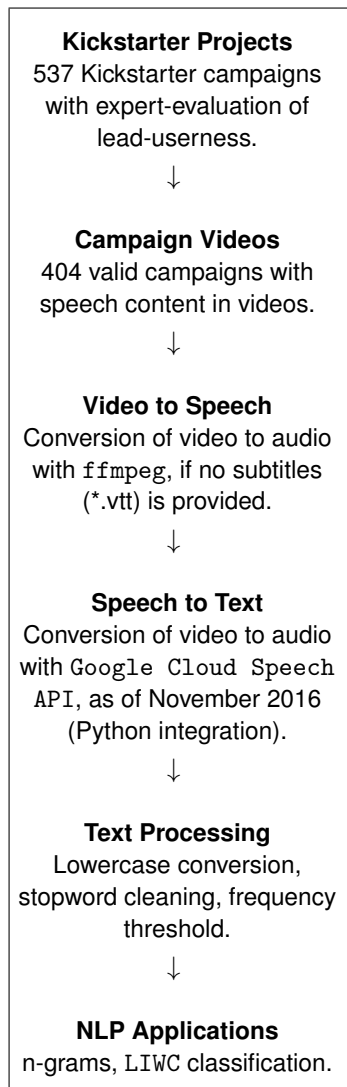 Kickstarter Projects
537 Kickstarter campaigns
with expert-evaluation of
lead-userness.
↓
Campaign Videos
404 valid campaigns with
speech content in videos.
↓
Video to Speech
Conversion of video to audio
with ffmpeg, if no subtitles
(*.vtt) is provided.
↓
Speech to Text
Conversion of video to audio
with Google Cloud Speech
API, as of November 2016
(Python integration).
↓
Text Processing
Lowercase conversion,
stopword cleaning, frequency
threshold.
↓
NLP Applications
n-grams, LIWC classification.